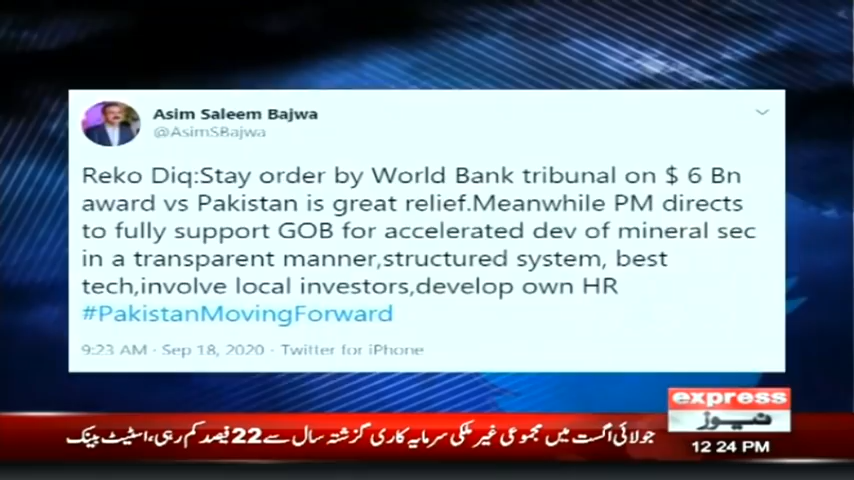 Asim Saleem Bajwa
@AsimSBajwa
Reko Diq:Stay order by World Bank tribunal on $ 6 Bn
award vs Pakistan is great relief.Meanwhile PM directs
to fully support GOB for accelerated dev of mineral sec
in a transparent manner,structured system, best
tech,involve local investors,develop own HR
#PakistanMovingForward
9:23 AM · Sep 18, 2020 · Twitter for iPhone
express
نیوز
12:24 PM
جولائی اگست میں مجموعی غیر ملکی سرمایہ کاری گزشتہ سال سے 22 فیصد کم رہی، اسٹیٹ بینک